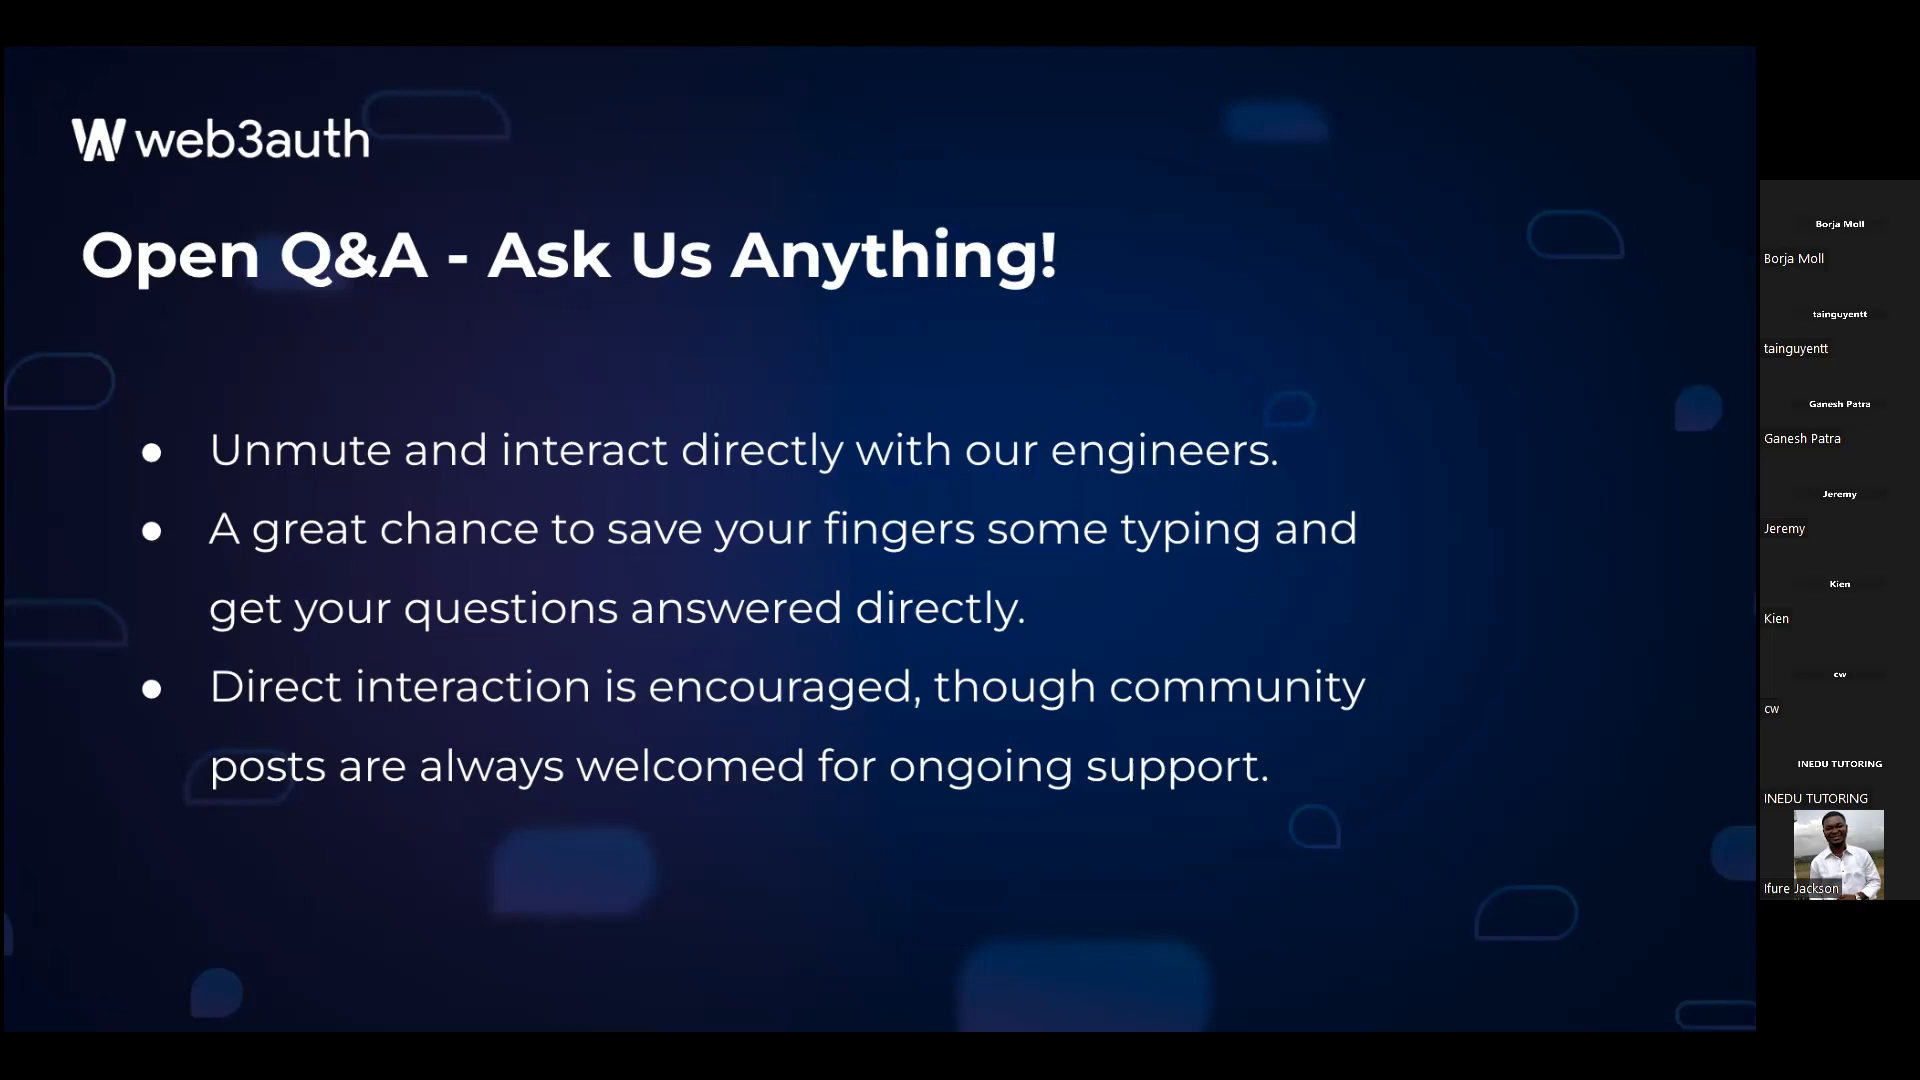 web3auth
Open Q&A - Ask Us Anything!
● Unmute and interact directly with our engineers.
● A great chance to save your fingers some typing and
get your questions answered directly.
● Direct interaction is encouraged, though community
posts are always welcomed for ongoing support.
Borja Moll
Borja Moll
tainguyentt
tainguyentt
Ganesh Patra
Ganesh Patra
Jeremy
Jeremy
Kien
Kien
cw
cw
INEDU TUTORING
INEDU TUTORING
Ifure Jackson